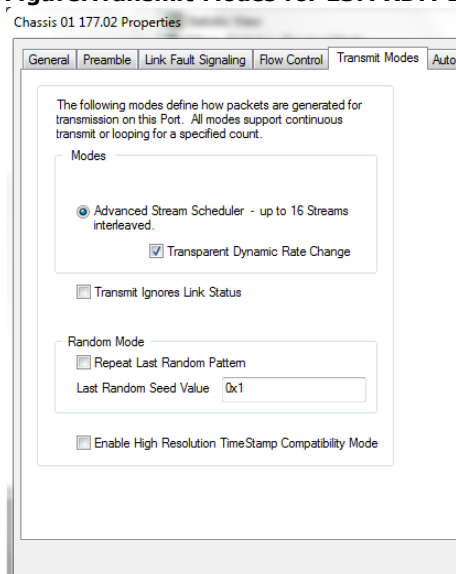 Chassis 01 177.02 Properties
General Preamble Link Fault Signaling Flow Control Transmit Modes Auto
The following modes define how packets are generated for
transmission on this Port. All modes support continuous
transmit or looping for a specified count.
Modes
Advanced Stream Scheduler - up to 16 Streams
interleaved.
Transparent Dynamic Rate Change
Transmit Ignores Link Status
Random Mode
Repeat Last Random Pattern
Last Random Seed Value 0x1
Enable High Resolution TimeStamp Compatibility Mode